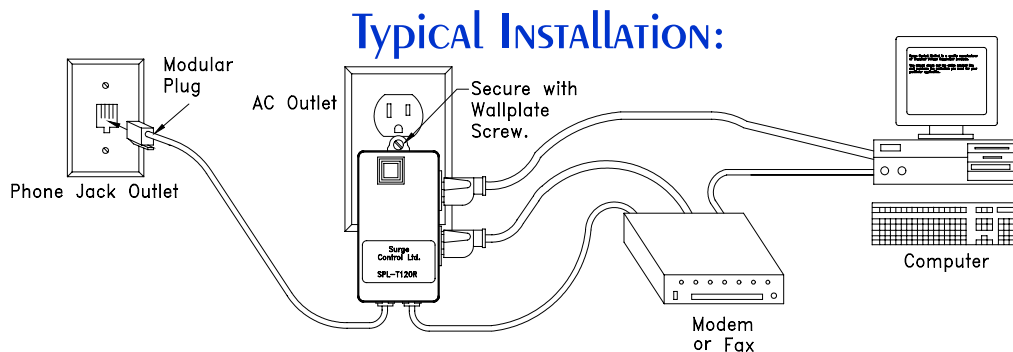 Typical Installation:
Modular
Plug
AC Outlet
Secure with
Wallplate
Screw.
Phone Jack Outlet
Surge
Control Ltd.
SPL-T120R
Computer
Modem
or Fax